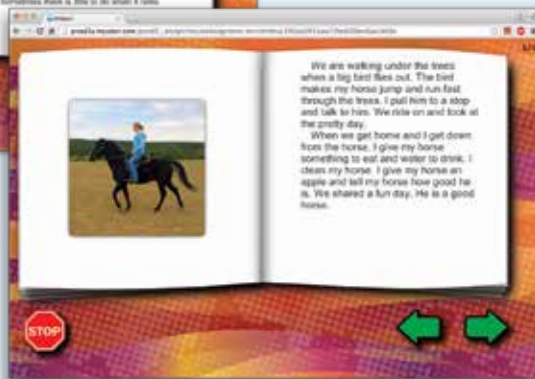 We are walking under the trees
when a big bird flies out. The bird
makes my horse jump and run fast
through the trees. I pull him to a stop
and talk to him. We ride on and look at
the pretty day.
When we get home and I get down
from the horse. I give my horse
something to eat and water to drink. I
clean my horse. I give my horse an
apple and tell my horse how good he
is. We shared a fun day. He is a good
horse.
STOP